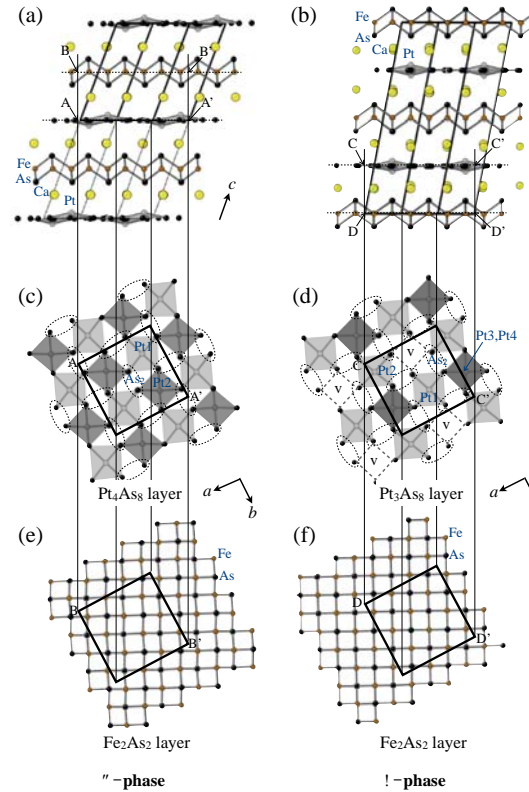 (a)
B
B'
A
A'
Fe
As
Ca
Pt
c
(b)
Fe
As
Ca
Pt
C
C'
D
D'
(c)
A
Pt1
As2
Pt2
A'
Pt4As8 layer
a
b
(d)
Pt3,Pt4
C
v
As2
Pt2
v
Pt1
C'
v
v
Pt3As8 layer
a
(e)
Fe
As
B
B'
Fe2As2 layer
(f)
Fe
As
D
D'
Fe2As2 layer
"-phase
!-phase